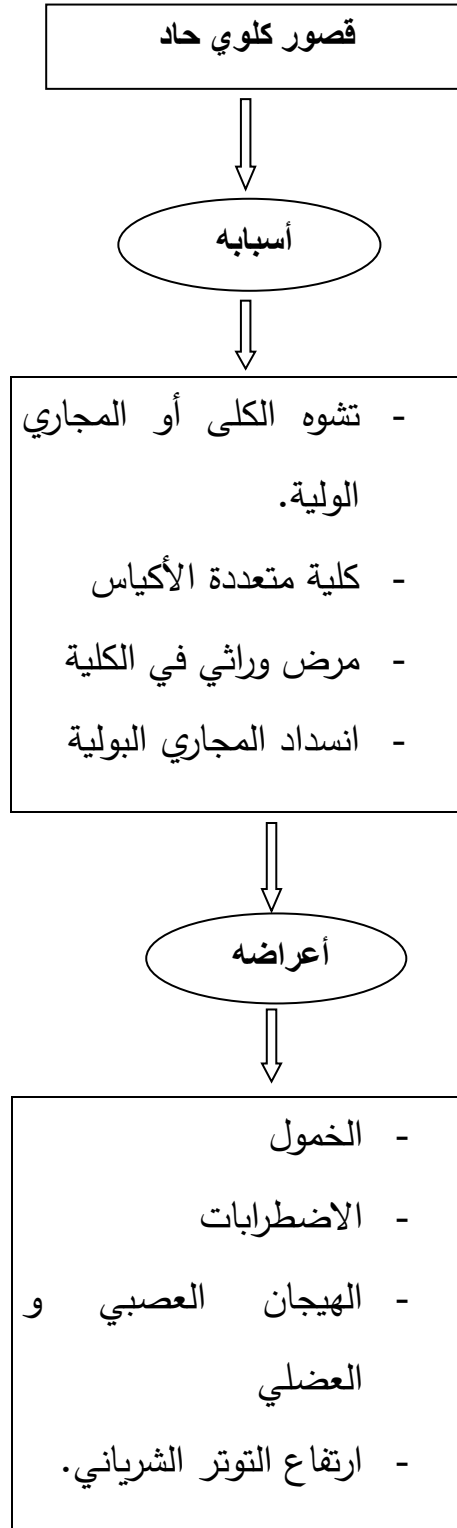 قصور كلوي حاد
أسبابه
- تشوه الكلى أو المجاري
الولية.
- كلية متعددة الأكياس
- مرض وراثي في الكلية
- انسداد المجاري البولية
أعراضه
- الخمول
- الاضطرابات
- الهيجان العصبي و
العضلي
- ارتفاع التوتر الشرياني.